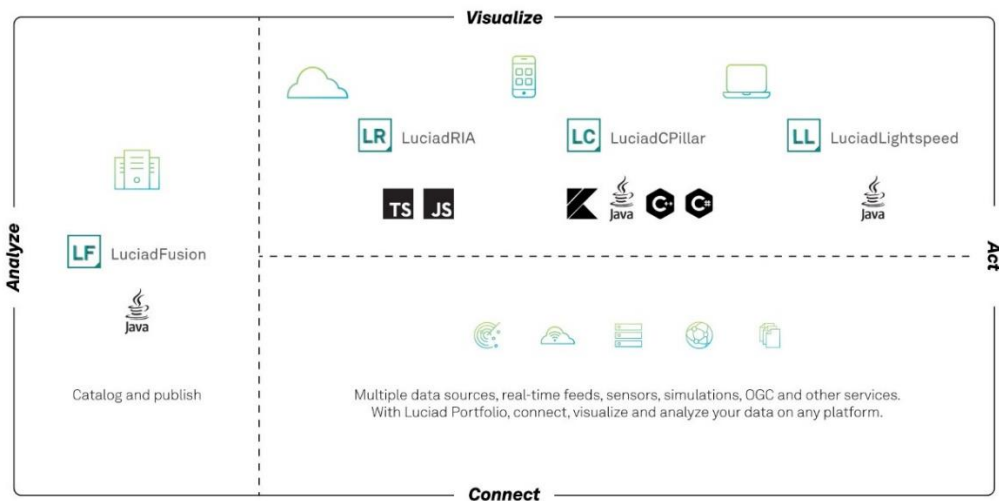 Visualize
LR LuciadRIA
LC LuciadCPillar
LL LuciadLightspeed
TS JS
Java C++ C#
Java
Analyze
LF LuciadFusion
Java
Catalog and publish
Act
Multiple data sources, real-time feeds, sensors, simulations, OGC and other services.
With Luciad Portfolio, connect, visualize and analyze your data on any platform.
Connect